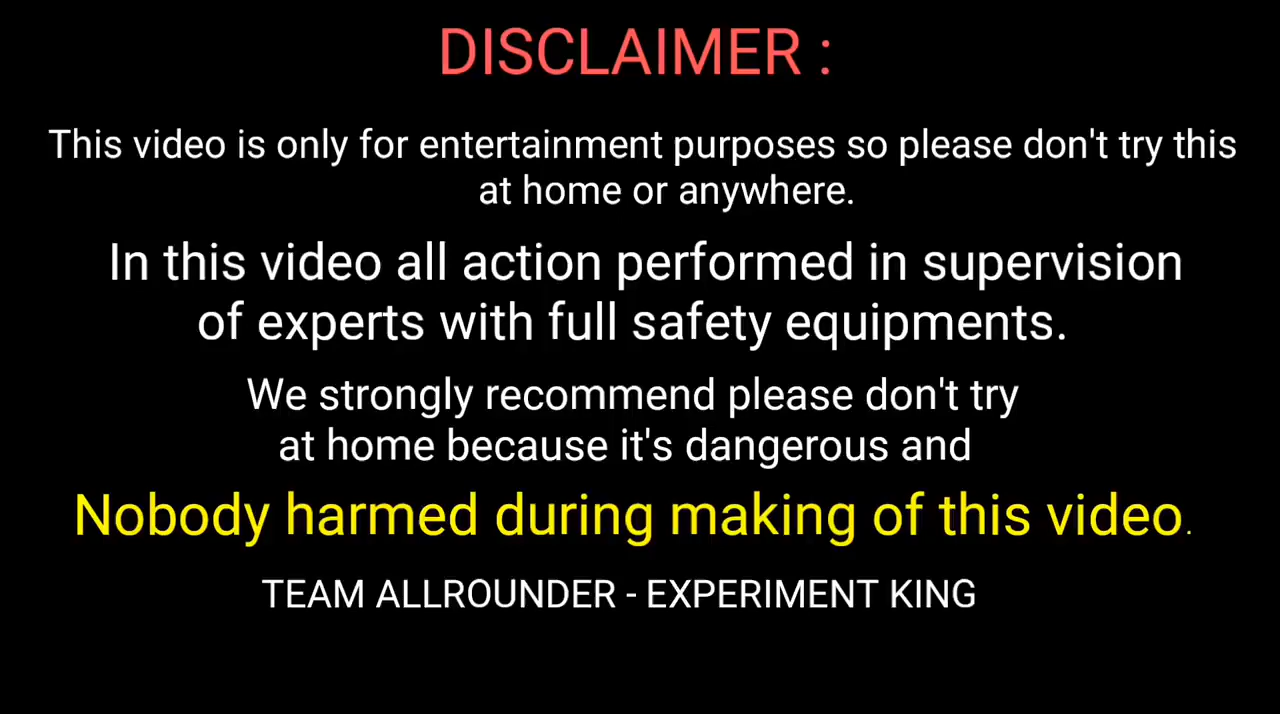 DISCLAIMER :
This video is only for entertainment purposes so please don't try this
at home or anywhere.
In this video all action performed in supervision
of experts with full safety equipments.
We strongly recommend please don't try
at home because it's dangerous and
Nobody harmed during making of this video.
TEAM ALLROUNDER - EXPERIMENT KING